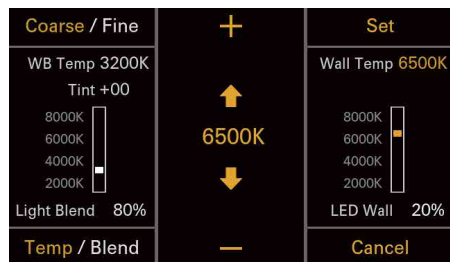 Coarse / Fine
+
Set
WB Temp 3200K
Tint +00
8000K
6000K
4000K
2000K
Light Blend 80%
6500K
Wall Temp 6500K
8000K
6000K
4000K
2000K
LED Wall 20%
Temp / Blend
—
Cancel